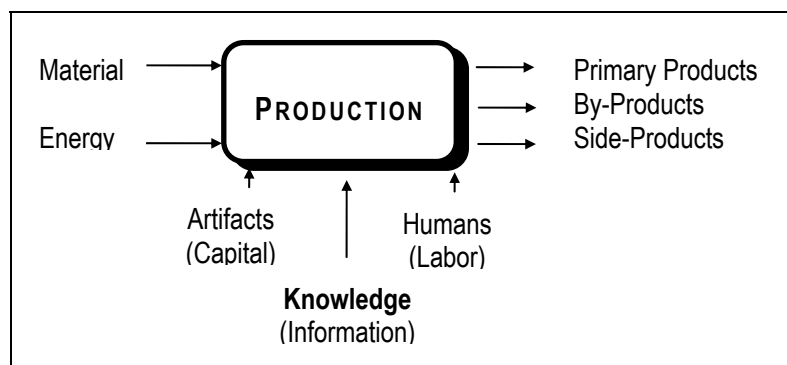 Material
Primary Products
PRODUCTION
By-Products
Energy
Side-Products
Artifacts
(Capital)
Humans
(Labor)
Knowledge
(Information)